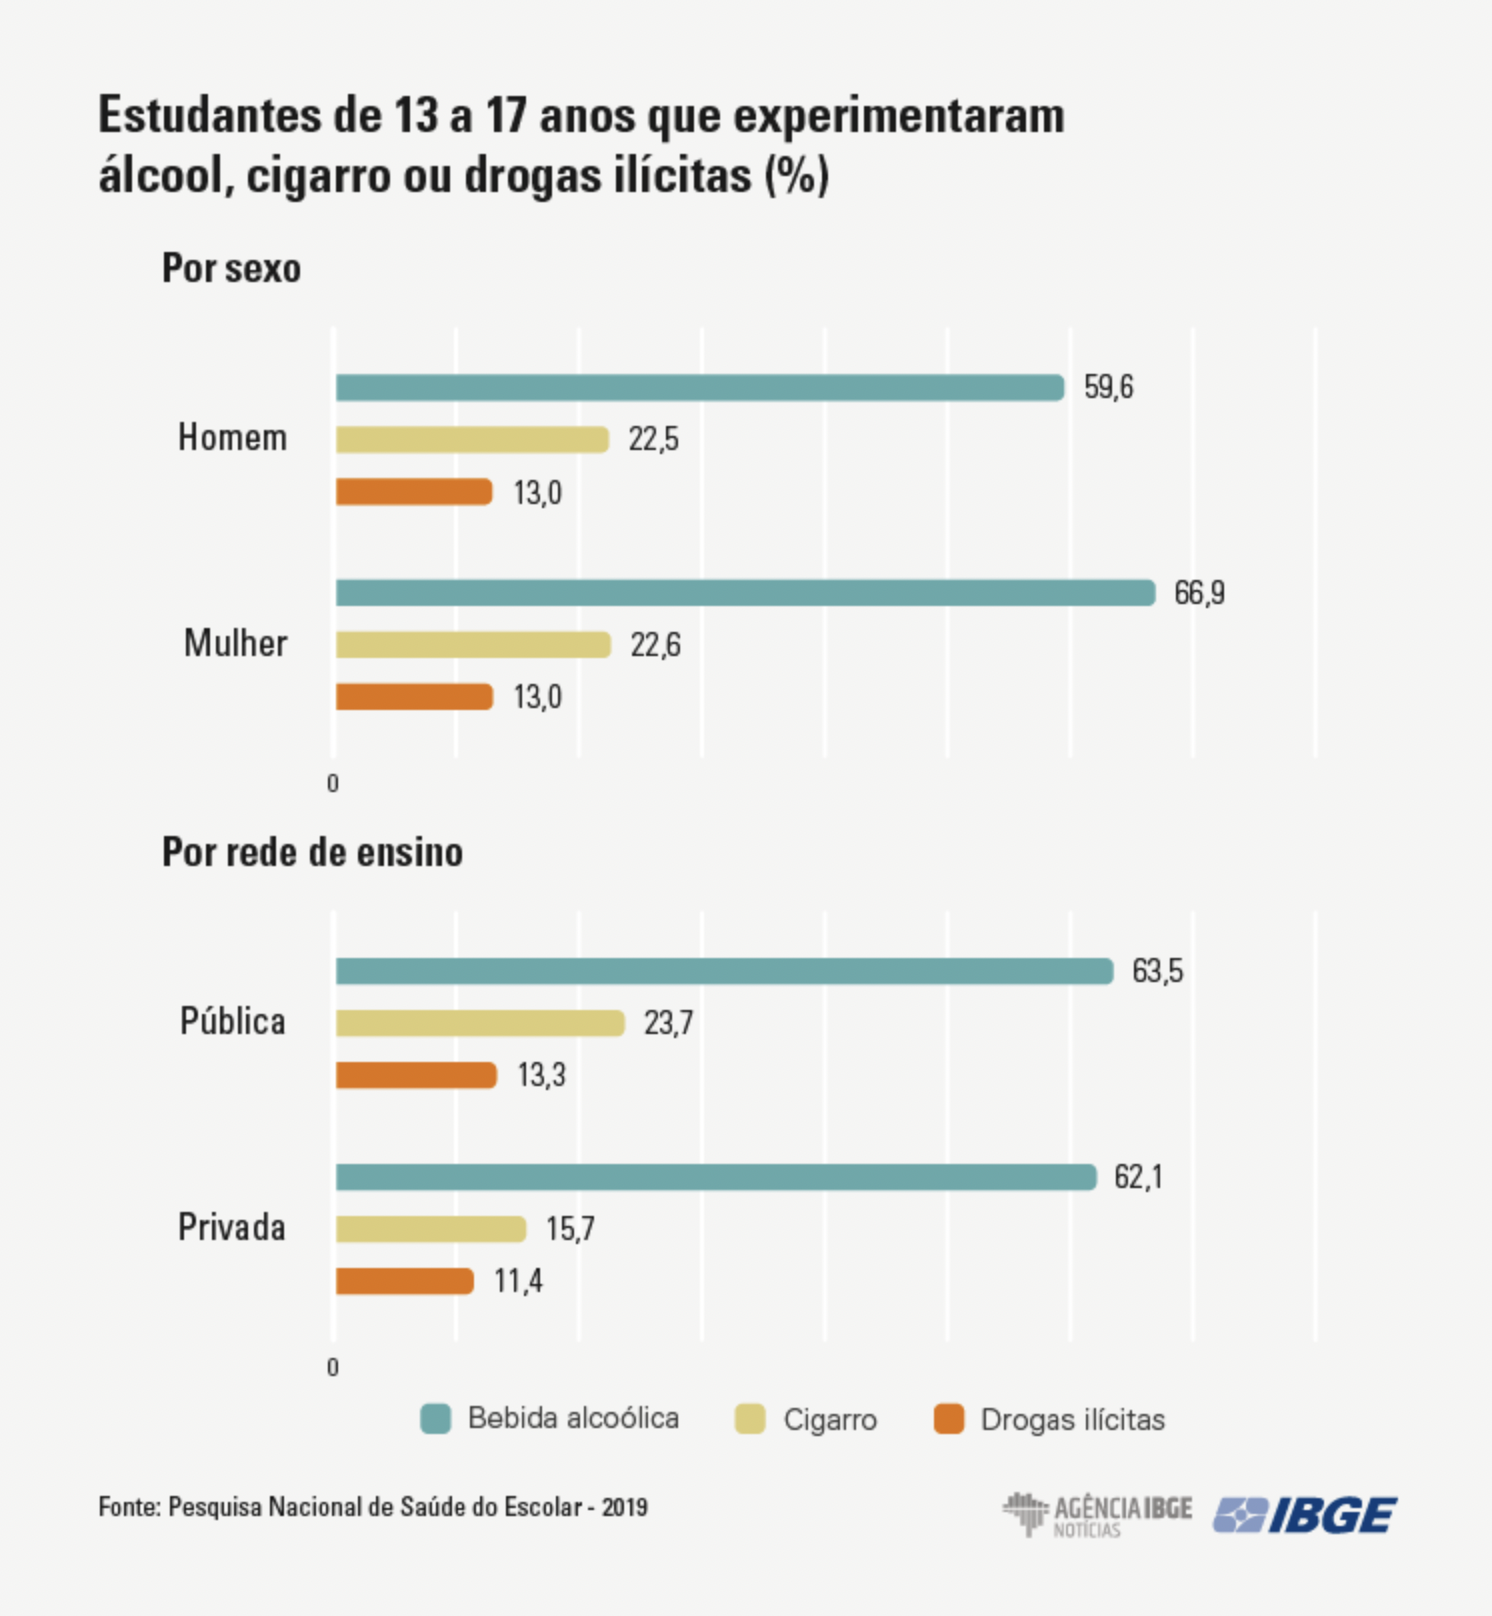 Estudantes de 13 a 17 anos que experimentaram
álcool, cigarro ou drogas ilícitas (%)
Por sexo
Homem
59,6
22,5
13,0
Mulher
66,9
22,6
13,0
0
Por rede de ensino
Pública
63,5
23,7
13,3
Privada
62,1
15,7
11,4
0
Bebida alcoólica Cigarro Drogas ilícitas
Fonte: Pesquisa Nacional de Saúde do Escolar - 2019
AGÊNCIA IBGE
NOTÍCIAS
IBGE